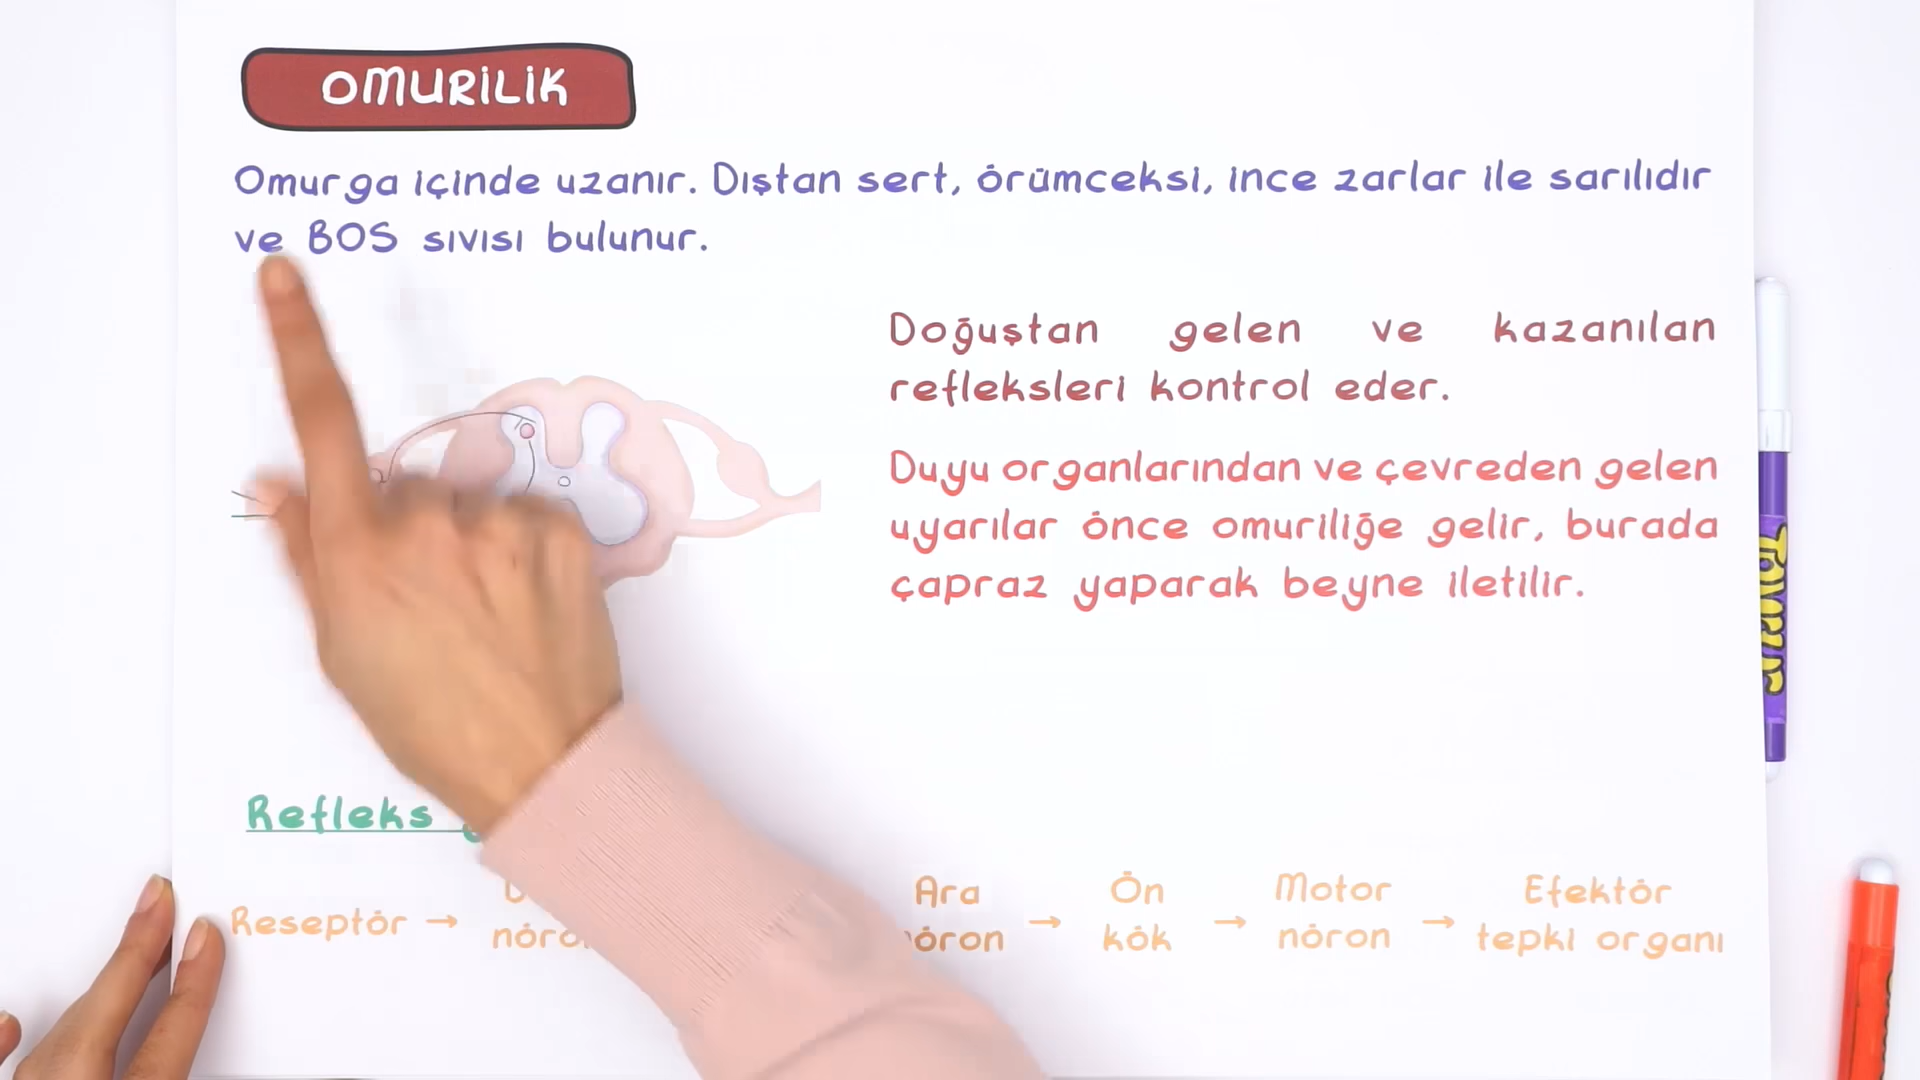 OMURİLİK
Omurga içinde uzanır. Dıştan sert, örümceksi, ince zarlar ile sarılıdır
ve BOS sıvısı bulunur.
Doğuştan gelen ve kazanılan
refleksleri kontrol eder.
Duyu organlarından ve çevreden gelen
uyarılar önce omuriliğe gelir, burada
çapraz yaparak beyne iletilir.
Refleks
Reseptör →
Ara → Ön → Motor → Efektör
kök nöron tepki organı